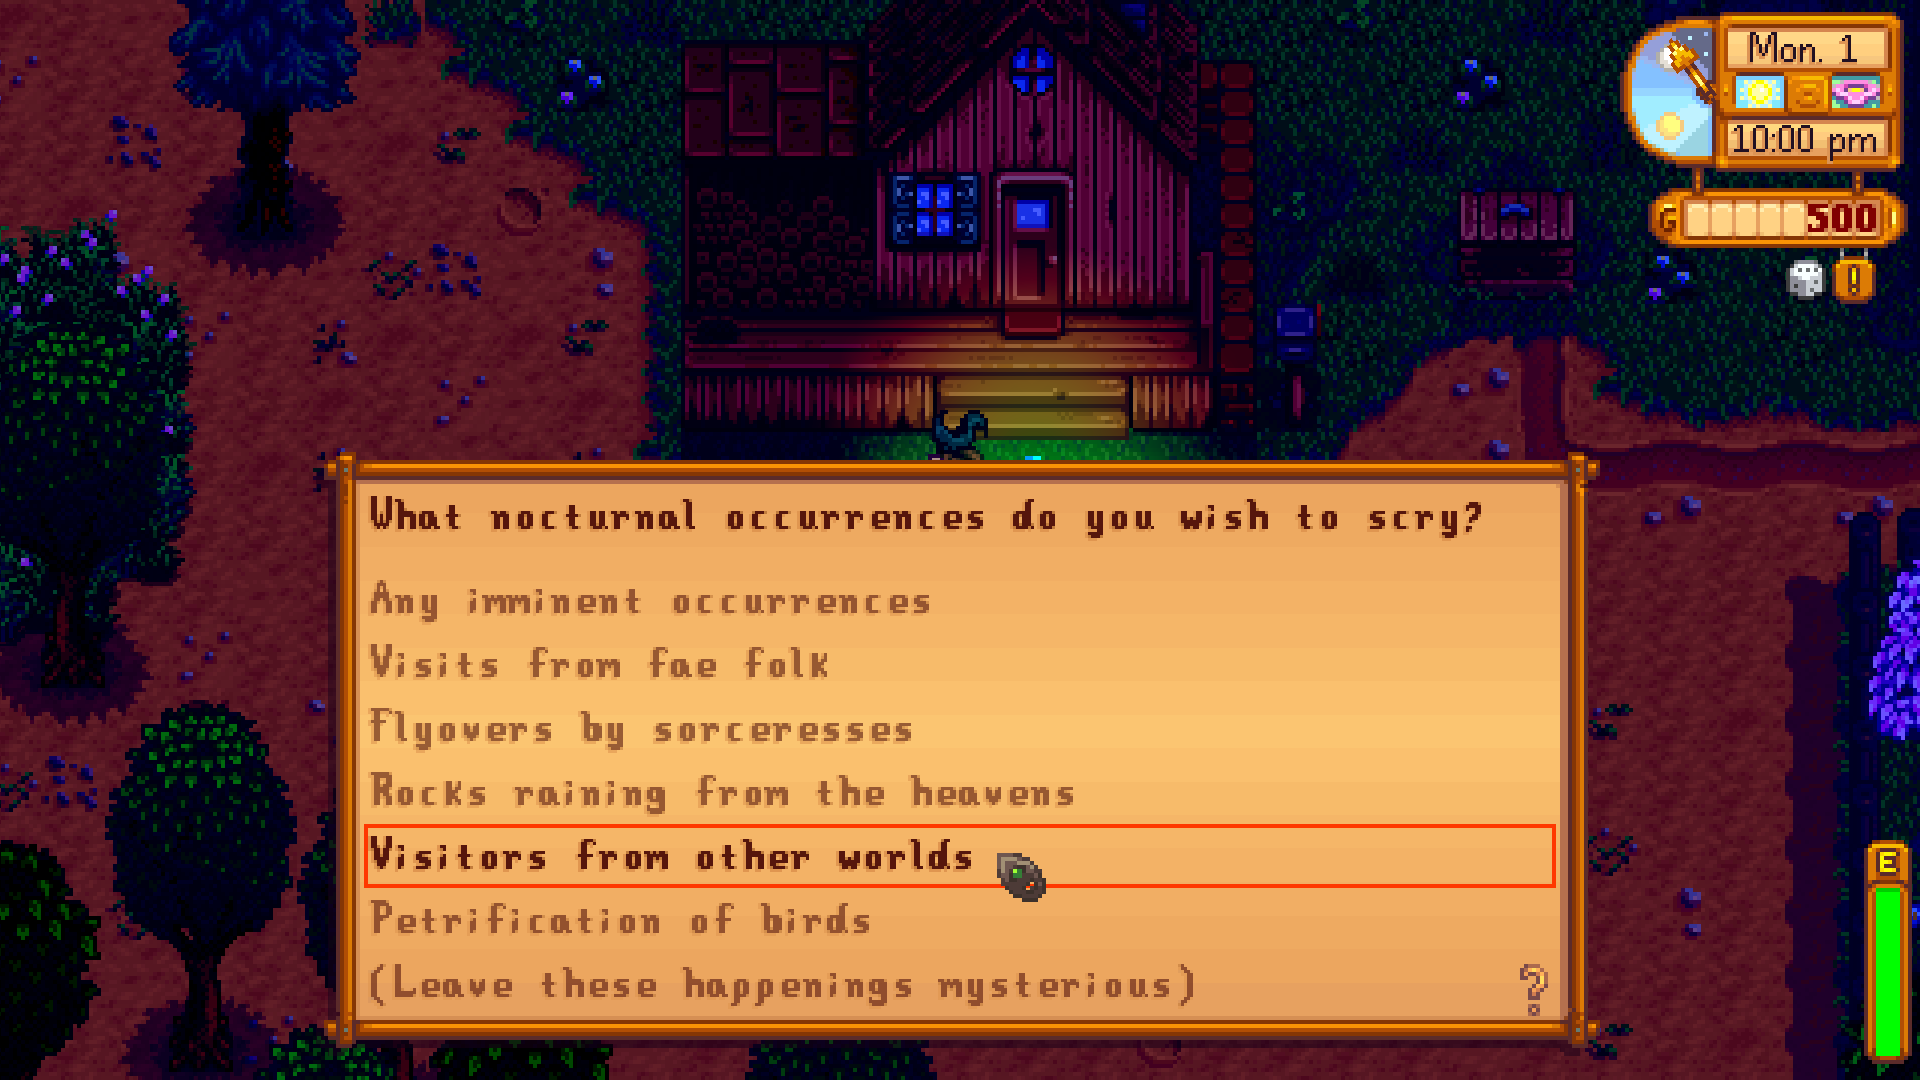 Mon. 1
10:00 pm
G 500
!
What nocturnal occurrences do you wish to scry?
Any imminent occurrences
Visits from fae folk
Flyovers by sorceresses
Rocks raining from the heavens
Visitors from other worlds
Petrification of birds
(Leave these happenings mysterious)
?
E